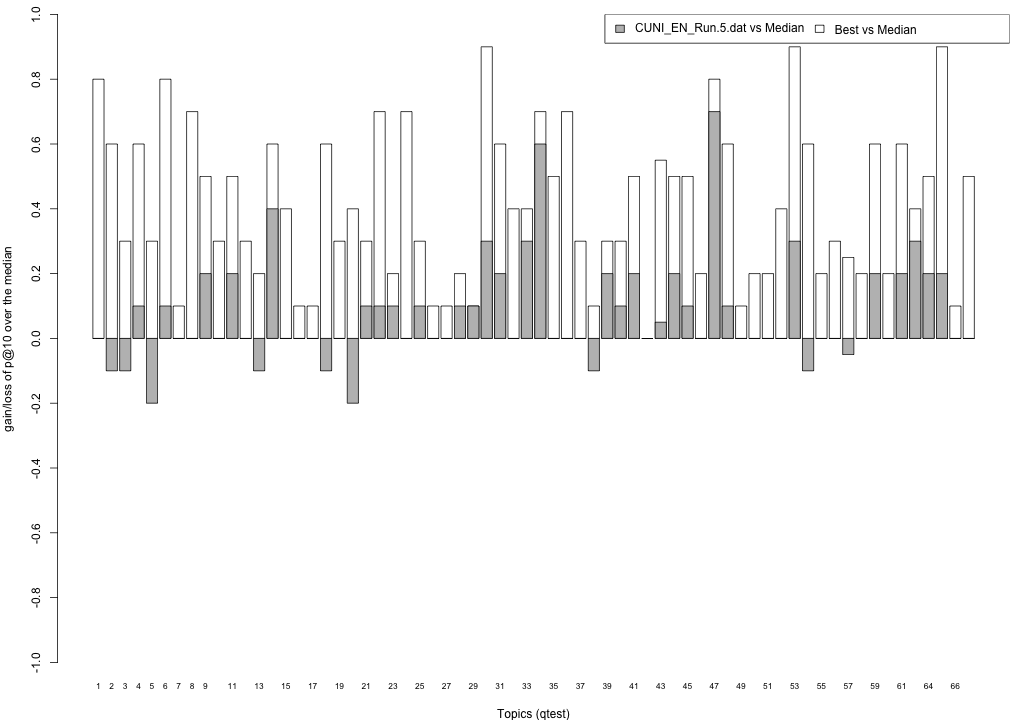 CUNI_EN_Run.5.dat vs Median Best vs Median
gain/loss of p@10 over the median
1.0
0.8
0.6
0.4
0.2
0.0
-0.2
-0.4
-0.6
-0.8
-1.0
1 2 3 4 5 6 7 8 9 11 13 15 17 19 21 23 25 27 29 31 33 35 37 39 41 43 45 47 49 51 53 55 57 59 61 64 66
Topics (qtest)